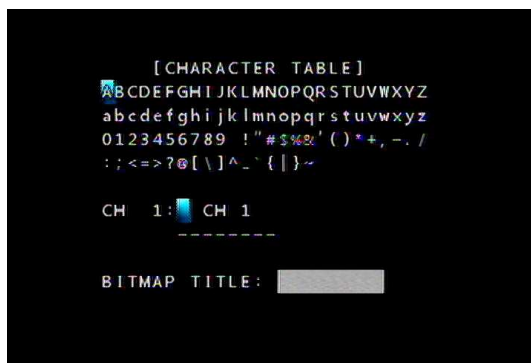 [CHARACTER TABLE]
ABCDEFGHIJKLMNOPQRSTUVWXYZ
abcdefghijklmnopqrstuvwxyz
0123456789 !"#$%&'()*+,-./
:;<=>?@[\]^_`{|}~
CH 1: CH 1
--------
BITMAP TITLE: